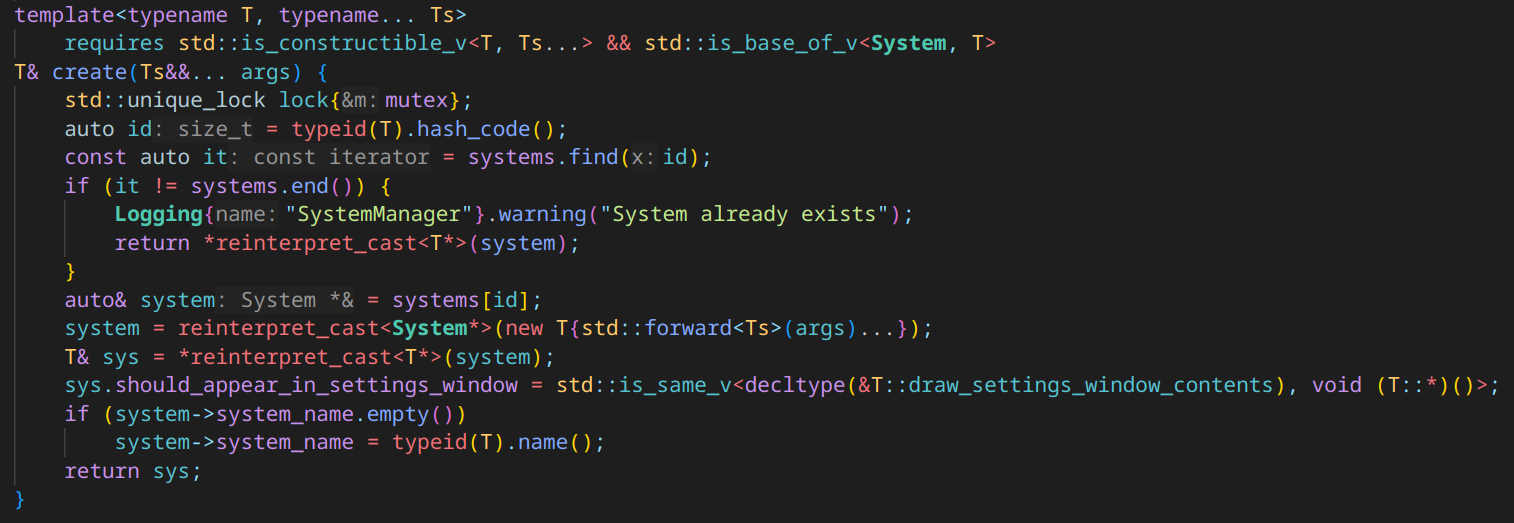 template<typename T, typename... Ts>
    requires std::is_constructible_v<T, Ts...> && std::is_base_of_v<System, T>
T& create(Ts&&... args) {
    std::unique_lock lock{&m: mutex};
    auto id: size_t = typeid(T).hash_code();
    const auto it: const iterator = systems.find(x: id);
    if (it != systems.end()) {
        Logging{name: "SystemManager"}.warning("System already exists");
        return *reinterpret_cast<T*>(system);
    }
    auto& system: System *& = systems[id];
    system = reinterpret_cast<System*>(new T{std::forward<Ts>(args)...});
    T& sys = *reinterpret_cast<T*>(system);
    sys.should_appear_in_settings_window = std::is_same_v<decltype(&T::draw_settings_window_contents), void (T::*)()>;
    if (system->system_name.empty())
        system->system_name = typeid(T).name();
    return sys;
}